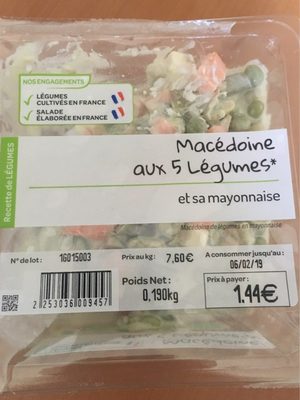 NOS ENGAGEMENTS
LÉGUMES
CULTIVÉS EN FRANCE
SALADE
ÉLABORÉE EN FRANCE
Recette de LÉGUMES
Macédoine
aux 5 Légumes*
et sa mayonnaise
Macédoine de légumes en mayonnaise
N° de lot : 1G015003
Prix au kg : 7,60€
A consommer jusqu'au :
06/02/19
Poids Net :
0,190kg
Prix à payer :
1.44€
2 253036 009457